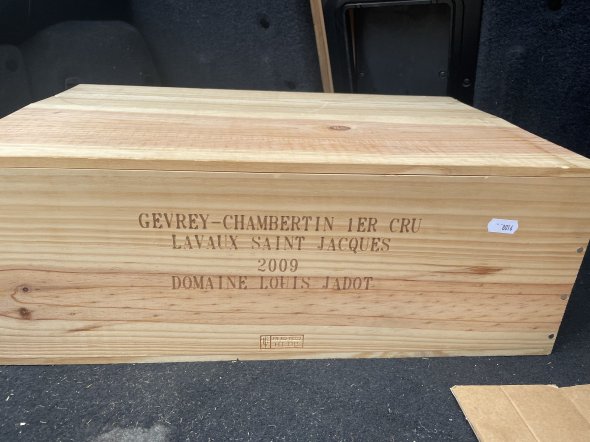 GEVREY-CHAMBERTIN 1ER CRU
LAVAUX SAINT JACQUES
2009
DOMAINE LOUIS JADOT